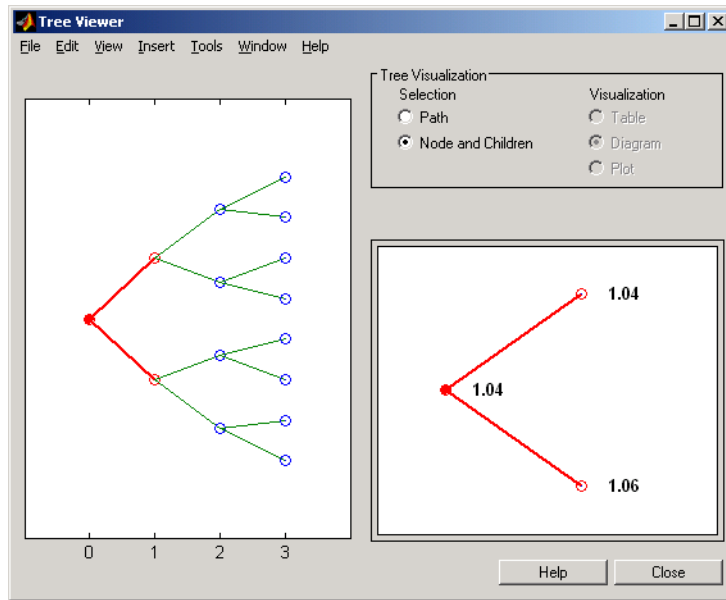 Tree Viewer
File Edit View Insert Tools Window Help
Tree Visualization
Selection
Visualization
Path
Table
Node and Children
Diagram
Plot
1.04
1.04
1.06
0 1 2 3
Help
Close